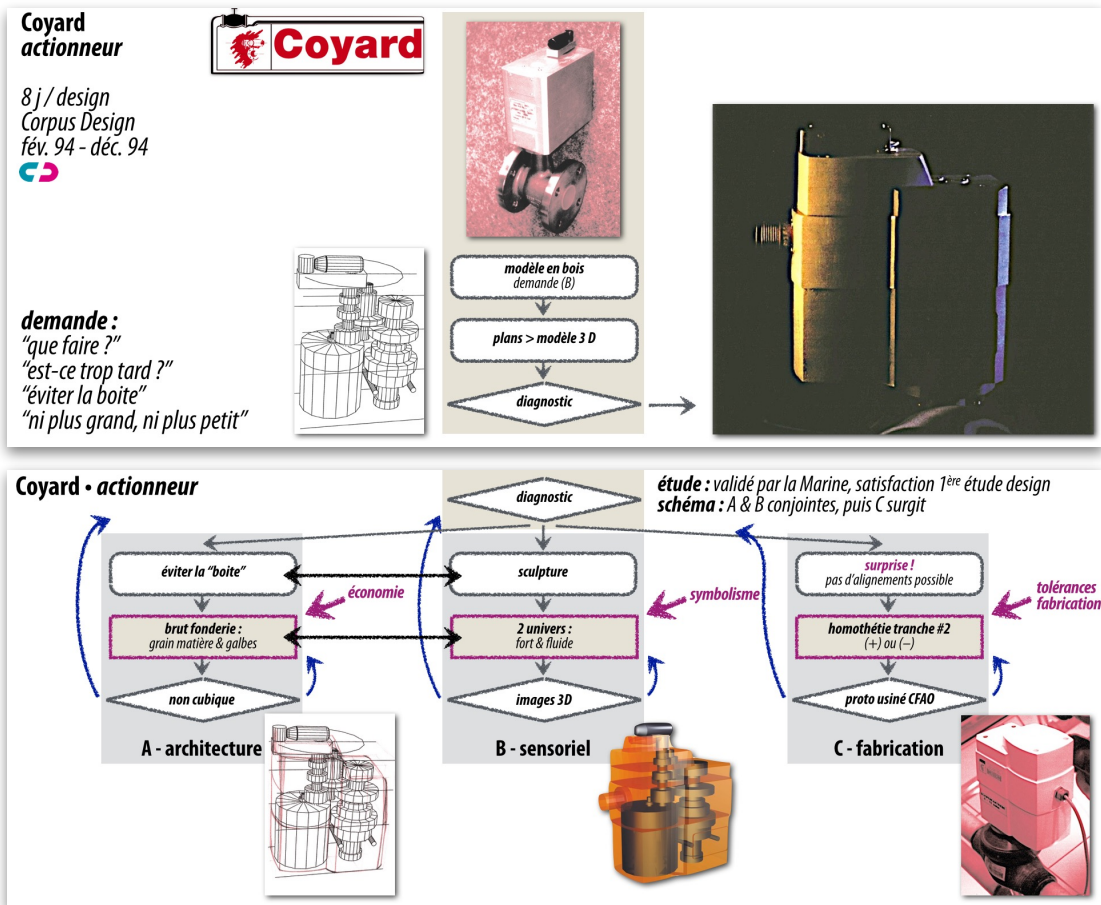 Coyard
actionneur
Coyard
8 j / design
Corpus Design
fév. 94 - déc. 94
demande :
“que faire ?”
“est-ce trop tard ?”
“éviter la boite”
“ni plus grand, ni plus petit”
modèle en bois
demande (B)
plans > modèle 3 D
diagnostic
Coyard • actionneur
diagnostic
étude : validé par la Marine, satisfaction 1ère étude design
schéma : A & B conjointes, puis C surgit
éviter la “boite”
sculpture
surprise !
pas d’alignements possible
économie
symbolisme
tolérances
fabrication
brut fonderie :
grain matière & galbes
2 univers :
fort & fluide
homothétie tranche #2
(+) ou (–)
non cubique
images 3D
proto usiné CFAO
A - architecture
B - sensoriel
C - fabrication